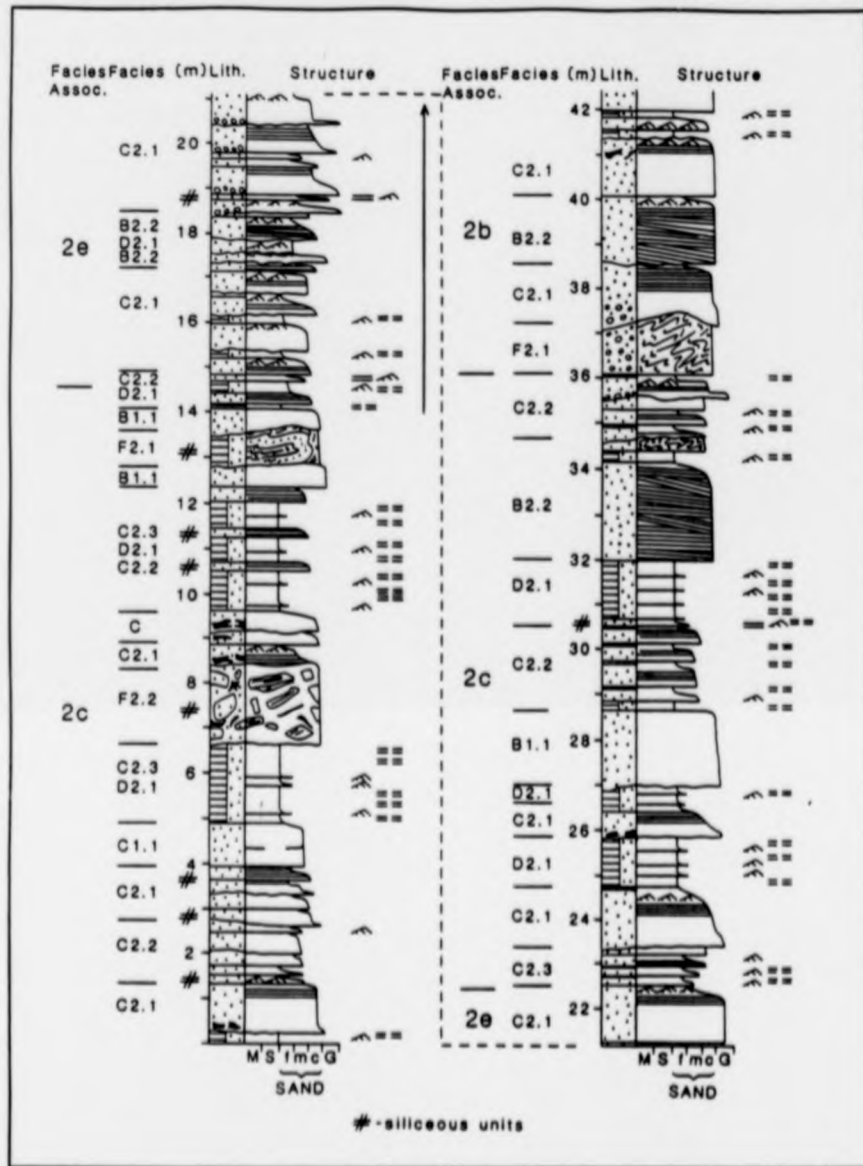 Facies Facies (m) Lith. Structure
Assoc.
20
C2.1
#
B2.2
18
D2.1
2e
B2.2
C2.1
16
C2.2
D2.1
14
B1.1
F2.1
#
B1.1
12
C2.3
#
D2.1
C2.2
#
10
C
C2.1
8
F2.2
#
2c
C2.3
6
D2.1
C1.1
4
#
C2.1
#
C2.2
2
#
C2.1
M S f m c G
SAND
Facies Facies (m) Lith. Structure
Assoc.
42
C2.1
40
2b
B2.2
38
C2.1
F2.1
36
C2.2
34
B2.2
32
D2.1
#
30
C2.2
2c
B1.1
28
D2.1
C2.1
26
D2.1
C2.1
24
C2.3
22
2e C2.1
M S f m c G
SAND
#-siliceous units